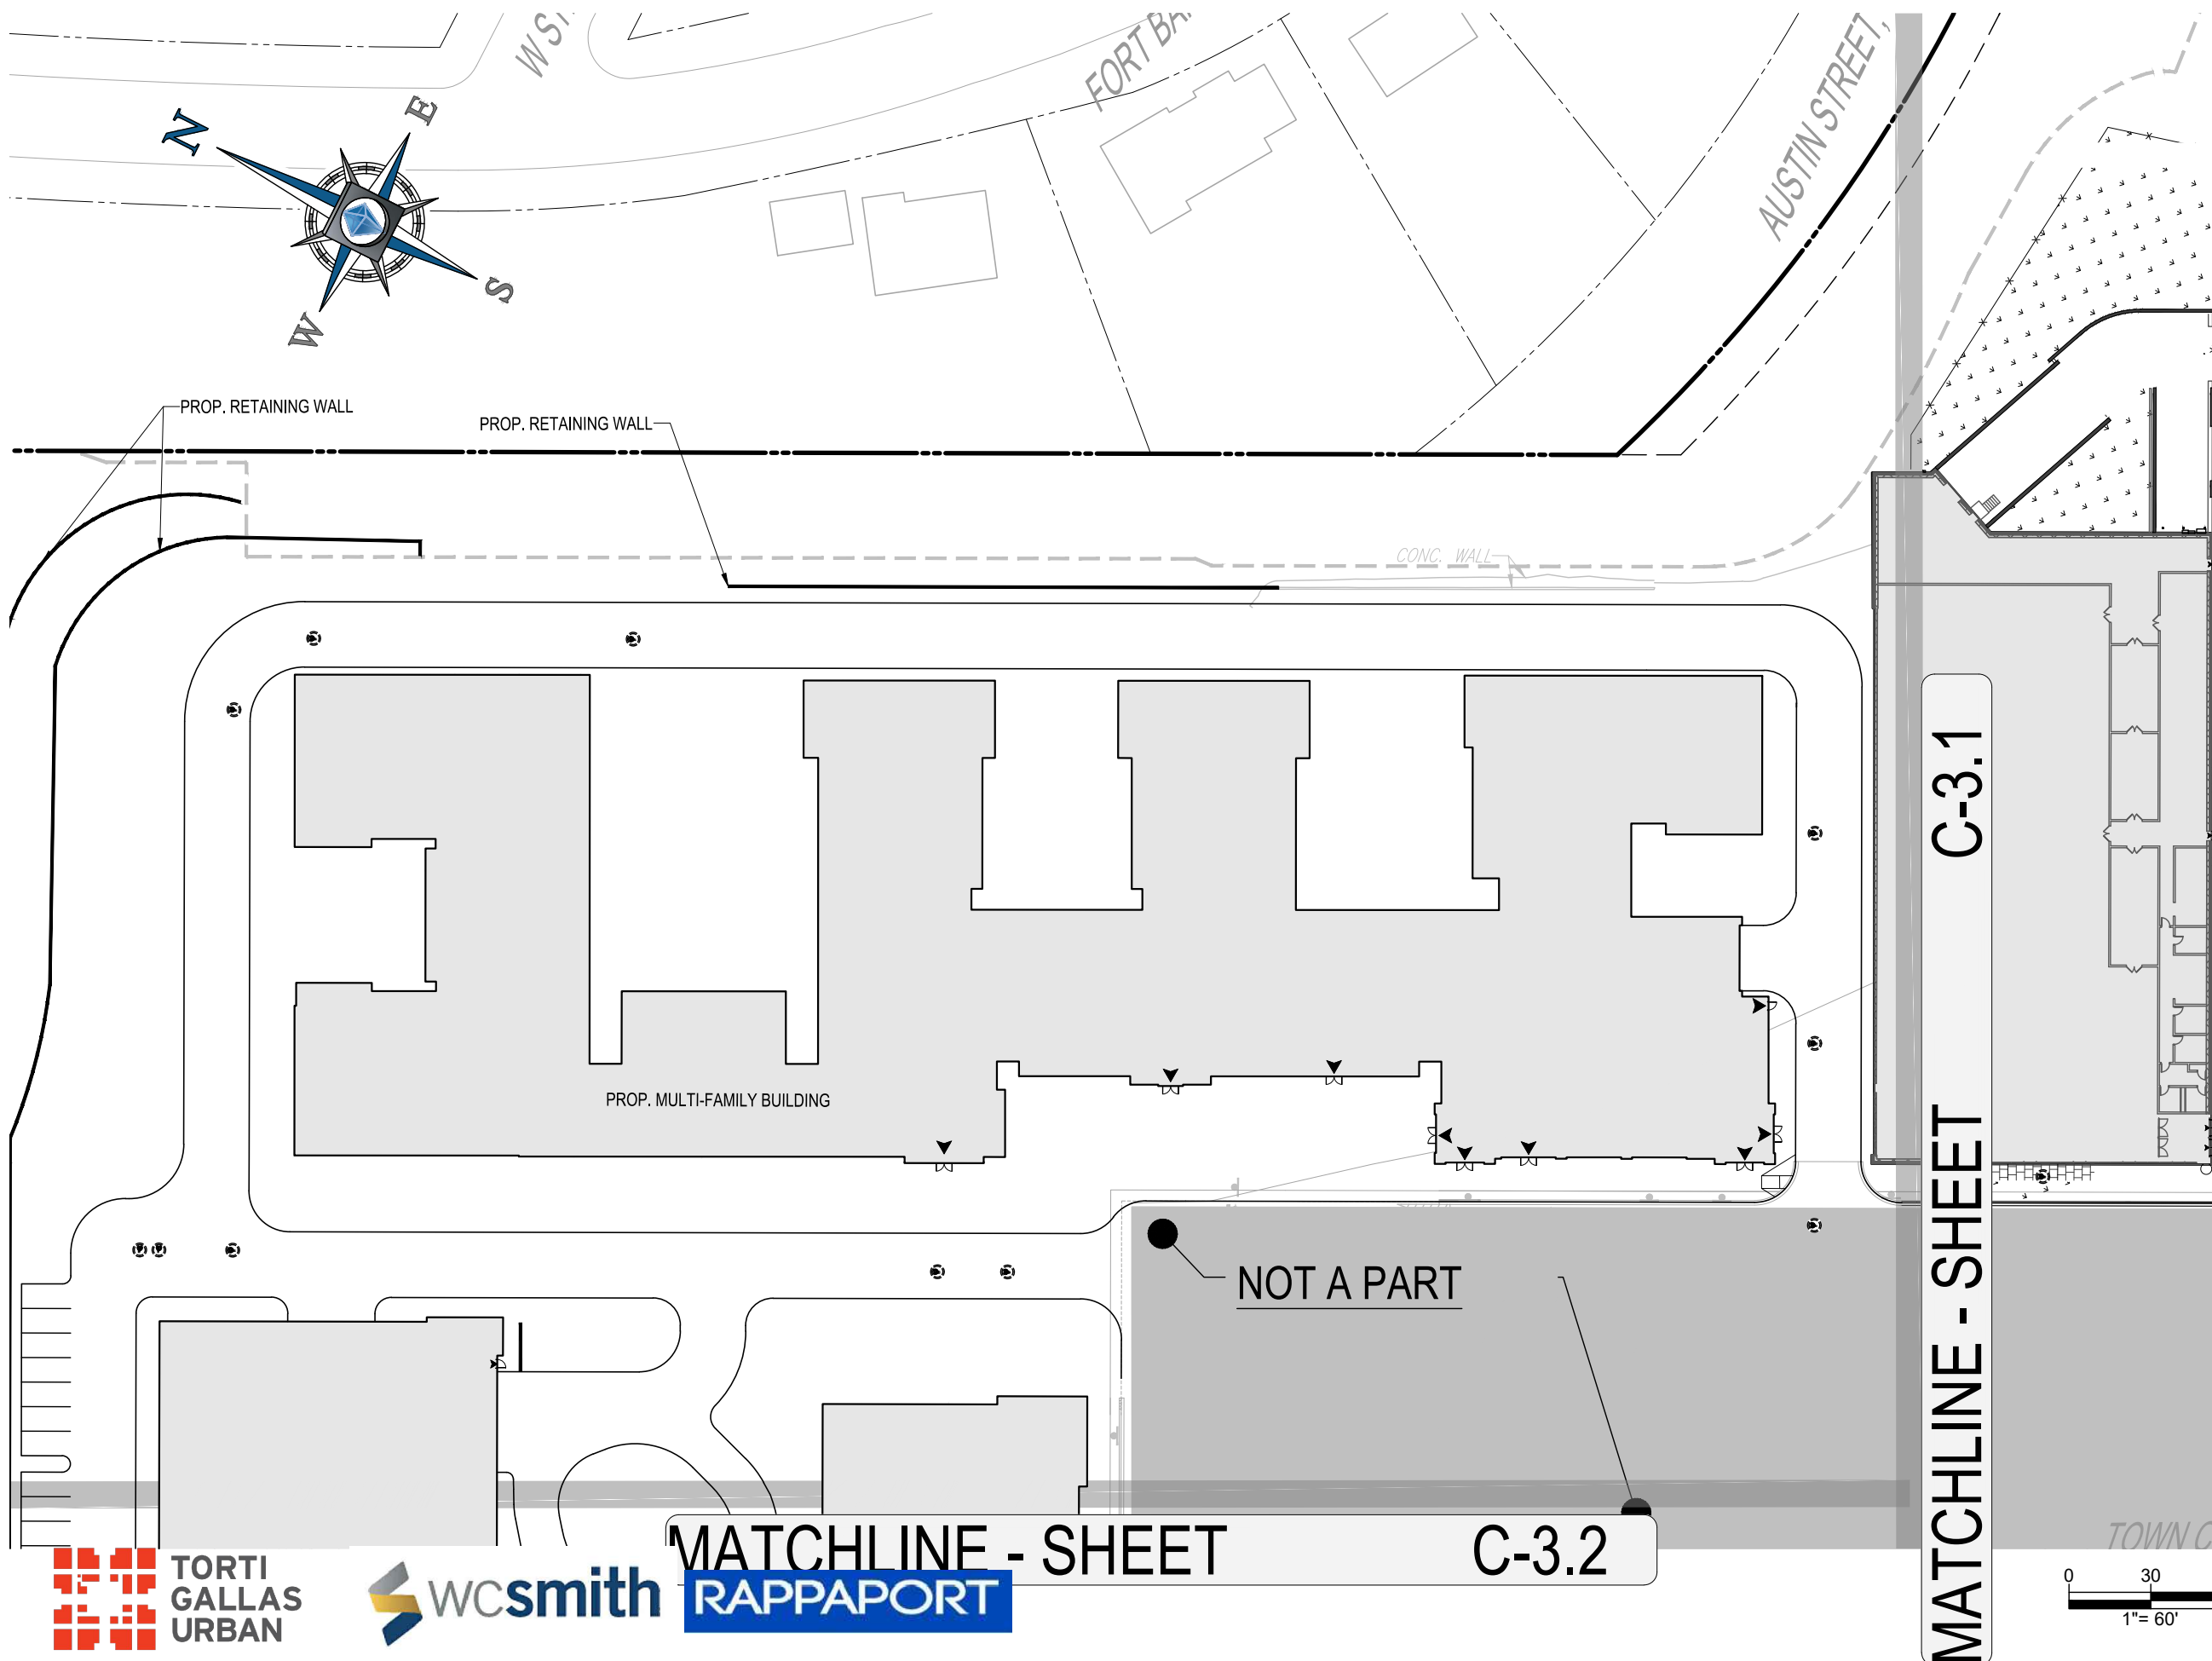 FORT
AUSTIN STREET,
N
E
S
W
PROP. RETAINING WALL
PROP. RETAINING WALL
CONC. WALL
PROP. MULTI-FAMILY BUILDING
NOT A PART
MATCHLINE - SHEET C-3.1
MATCHLINE - SHEET C-3.2
TOWN
0 30
1"= 60'
TORTI
GALLAS
URBAN
WCsmith
RAPPAPORT